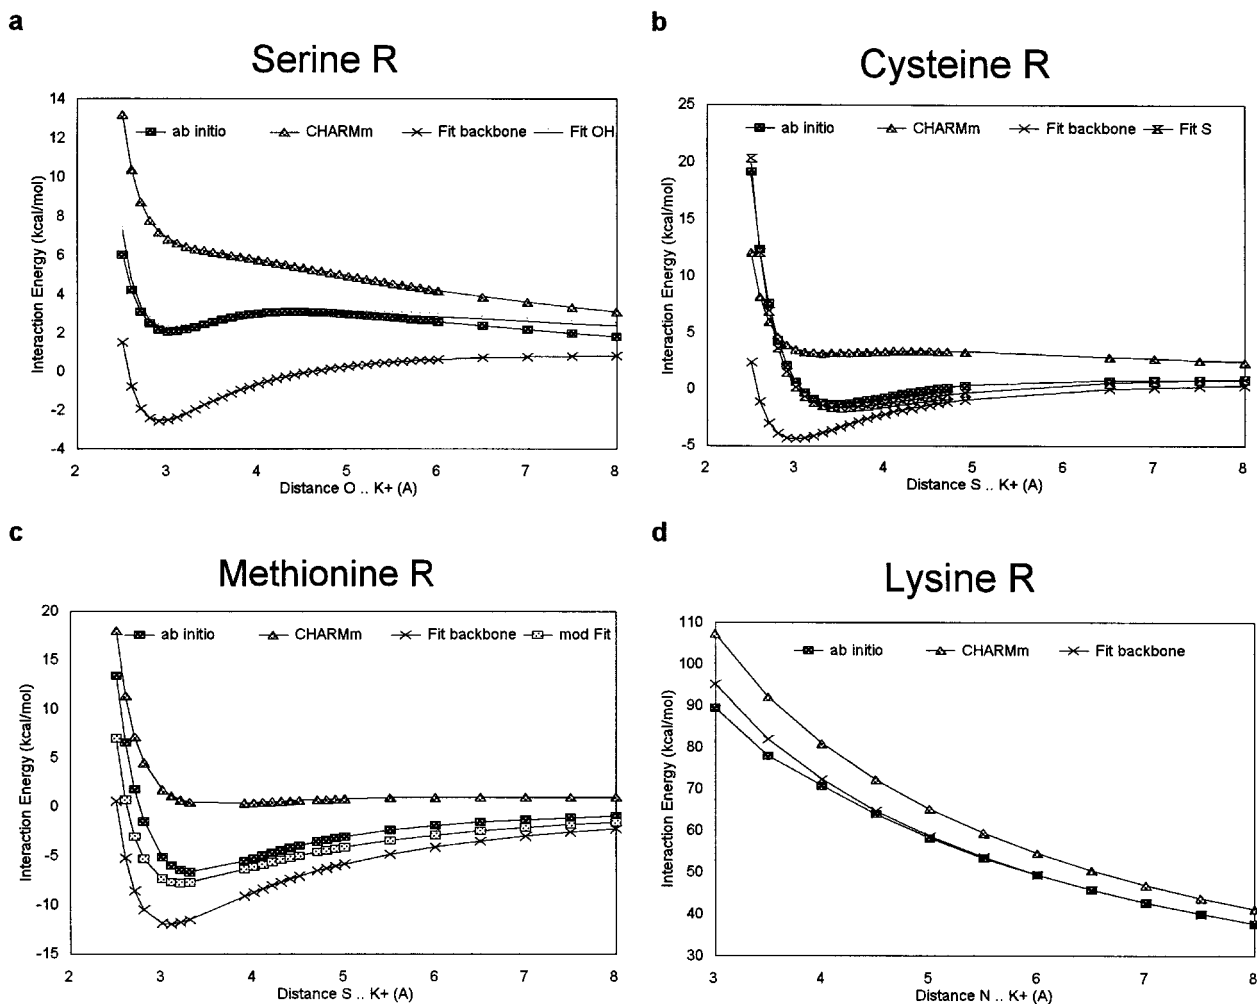 a
Serine R
14
12
10
8
6
4
2
0
-2
-4
Interaction Energy (kcal/mol)
ab initio CHARMm Fit backbone Fit OH
2 3 4 5 6 7 8
Distance O .. K+ (A)
b
Cysteine R
25
20
15
10
5
0
-5
Interaction Energy (kcal/mol)
ab initio CHARMm Fit backbone Fit S
2 3 4 5 6 7 8
Distance S .. K+ (A)
c
Methionine R
20
15
10
5
0
-5
-10
-15
Interaction Energy (kcal/mol)
ab initio CHARMm Fit backbone mod Fit
2 3 4 5 6 7 8
Distance S .. K+ (A)
d
Lysine R
110
100
90
80
70
60
50
40
30
Interaction Energy (kcal/mol)
ab initio CHARMm Fit backbone
3 4 5 6 7 8
Distance N .. K+ (A)